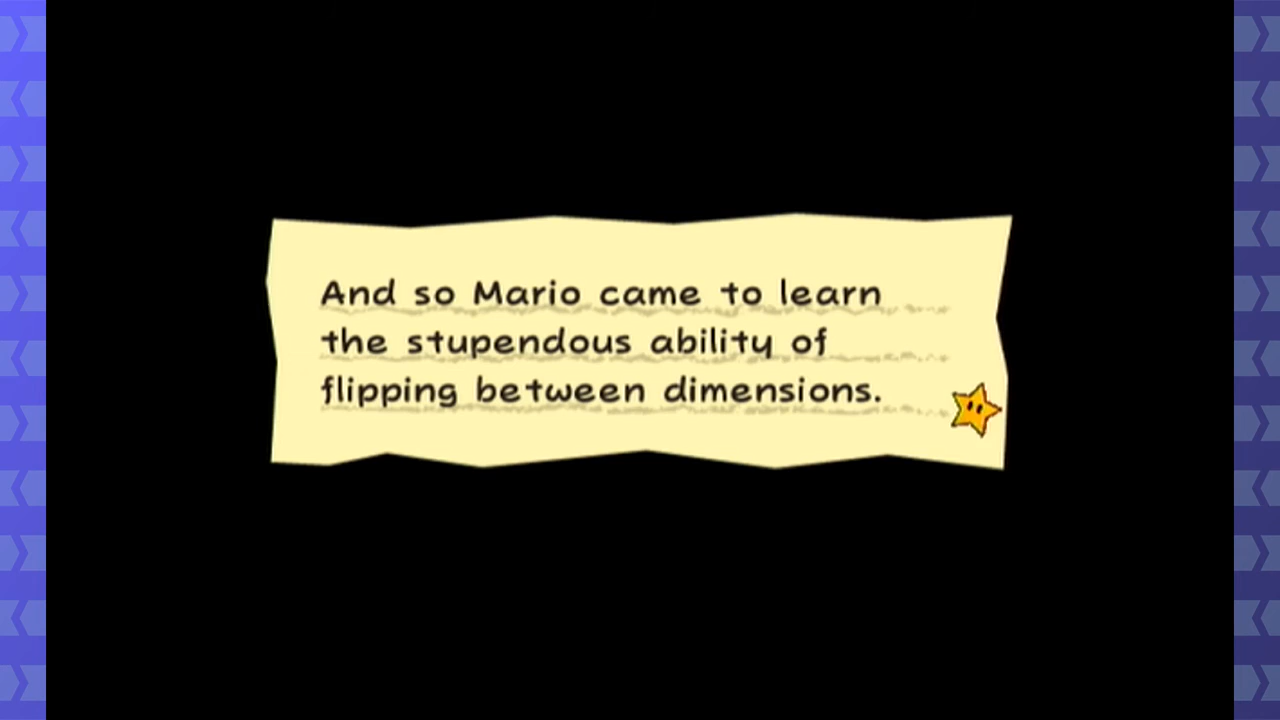 And so Mario came to learn
the stupendous ability of
flipping between dimensions.